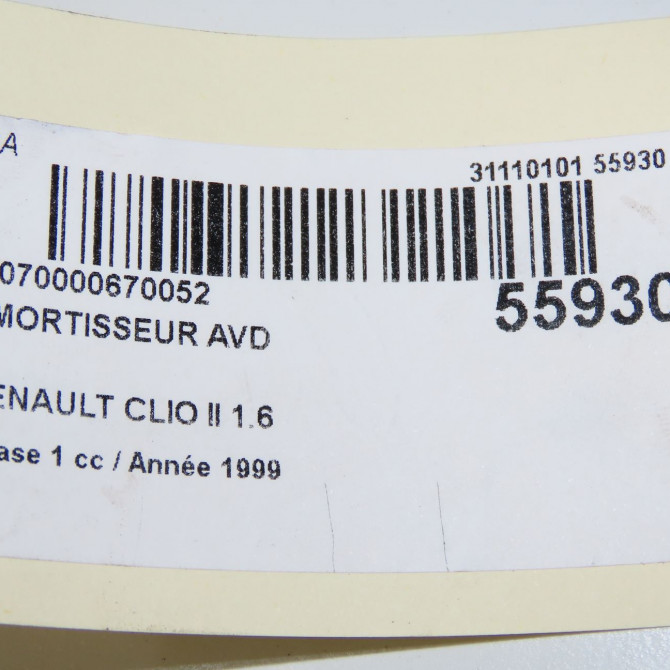 A
31110101 55930
070000670052
55930
MORTISSEUR AVD
ENAULT CLIO II 1.6
ase 1 cc / Année 1999